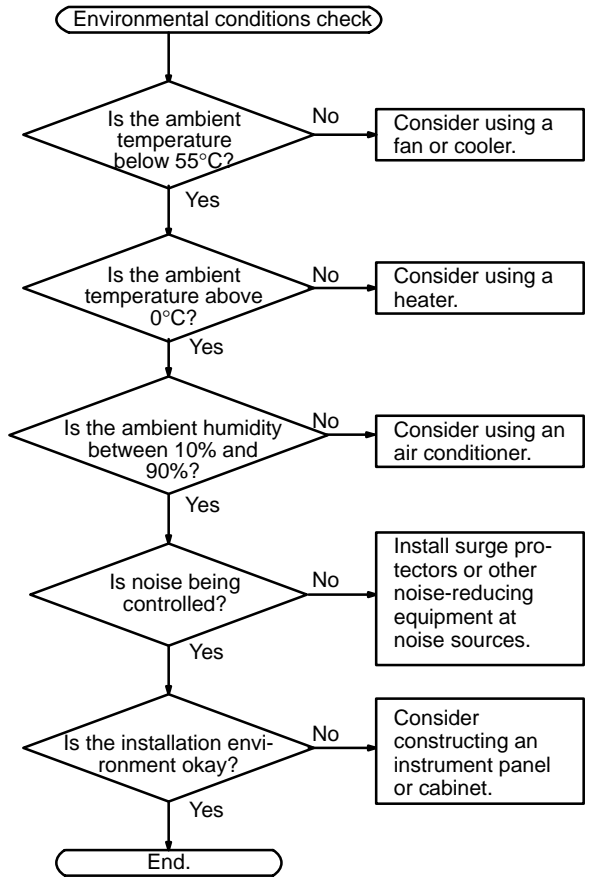 Environmental conditions check
Is the ambient
temperature
below 55°C?
No
Consider using a
fan or cooler.
Yes
Is the ambient
temperature above
0°C?
No
Consider using a
heater.
Yes
Is the ambient humidity
between 10% and
90%?
No
Consider using an
air conditioner.
Yes
Is noise being
controlled?
No
Install surge pro-
tectors or other
noise-reducing
equipment at
noise sources.
Yes
Is the installation envi-
ronment okay?
No
Consider
constructing an
instrument panel
or cabinet.
Yes
End.